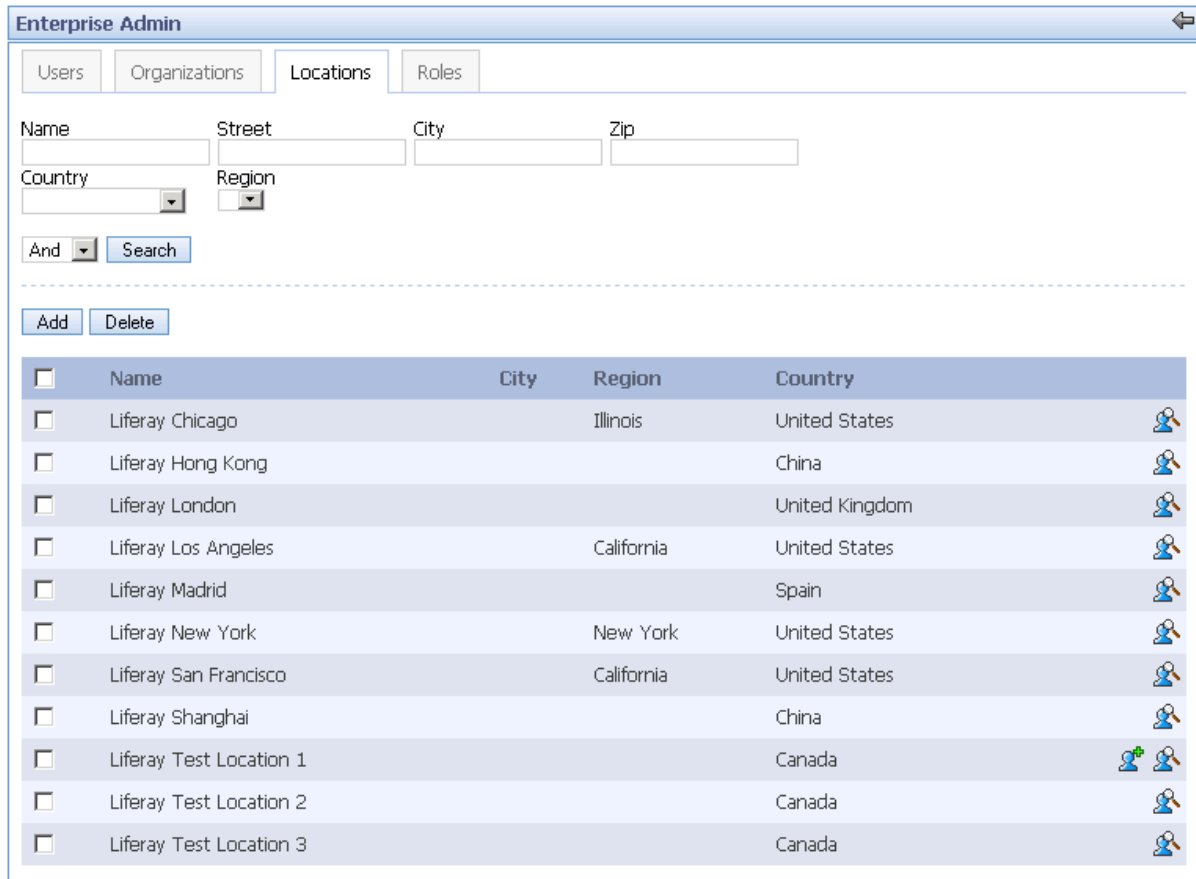 Enterprise Admin
Users Organizations Locations Roles
Name Street City Zip
Country Region
And Search
Add Delete
Name City Region Country
Liferay Chicago Illinois United States
Liferay Hong Kong China
Liferay London United Kingdom
Liferay Los Angeles California United States
Liferay Madrid Spain
Liferay New York New York United States
Liferay San Francisco California United States
Liferay Shanghai China
Liferay Test Location 1 Canada
Liferay Test Location 2 Canada
Liferay Test Location 3 Canada